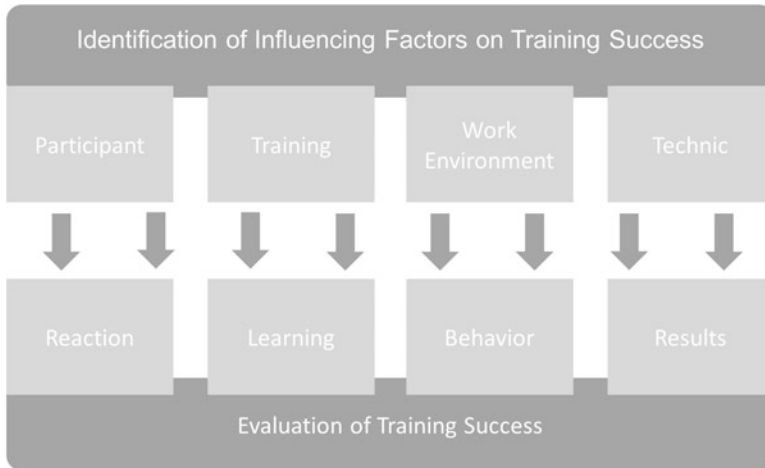 Identification of Influencing Factors on Training Success
Participant
Training
Work
Environment
Technic
Reaction
Learning
Behavior
Results
Evaluation of Training Success